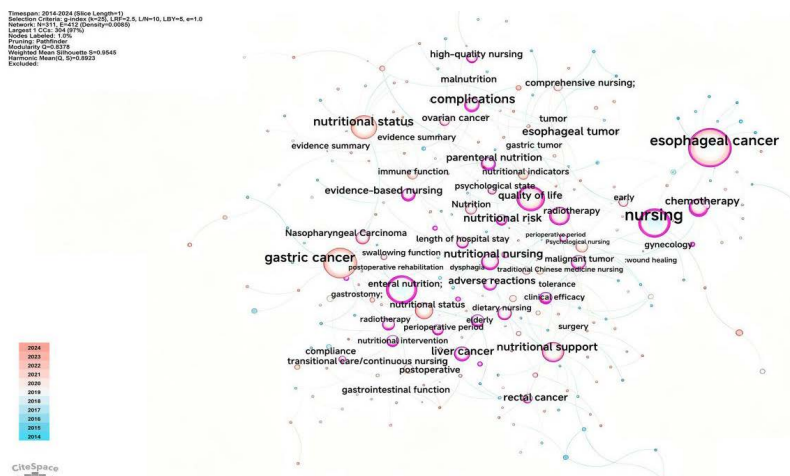 Timespan: 2014-2024 (Slice Length=1)
Selection Criteria: g-index (k=25), LRF=2.5, L/N=10, LBY=5, e=1.0
Network: N=311, E=412 (Density=0.0085)
Largest 1 CCs: 304 (97%)
Nodes Labeled: 1.0%
Pruning: Pathfinder
Modularity Q=0.8378
Weighted Mean Silhouette S=0.9545
Harmonic Mean(Q, S)=0.8923
Excluded:
high-quality nursing
malnutrition
comprehensive nursing;
complications
nutritional status
ovarian cancer
tumor
evidence summary
esophageal tumor
evidence summary
gastric tumor
esophageal cancer
parenteral nutrition
immune function
nutritional indicators
psychological state
evidence-based nursing
quality of life
early
chemotherapy
Nutrition
radiotherapy
nutritional risk
nursing
Nasopharyngeal Carcinoma
length of hospital stay
perioperative period
Psychological nursing
gynecology
swallowing function
nutritional nursing
gastric cancer
malignant tumor
:wound healing
postoperative rehabilitation
dysphagia
traditional Chinese medicine nursing
enteral nutrition;
adverse reactions
tolerance
gastrostomy;
clinical efficacy
nutritional status
dietary nursing
radiotherapy
elderly
perioperative period
surgery
nutritional intervention
compliance
liver cancer
nutritional support
transitional care/continuous nursing
postoperative
gastrointestinal function
rectal cancer
2024
2023
2022
2021
2020
2019
2018
2017
2016
2015
2014
CiteSpace